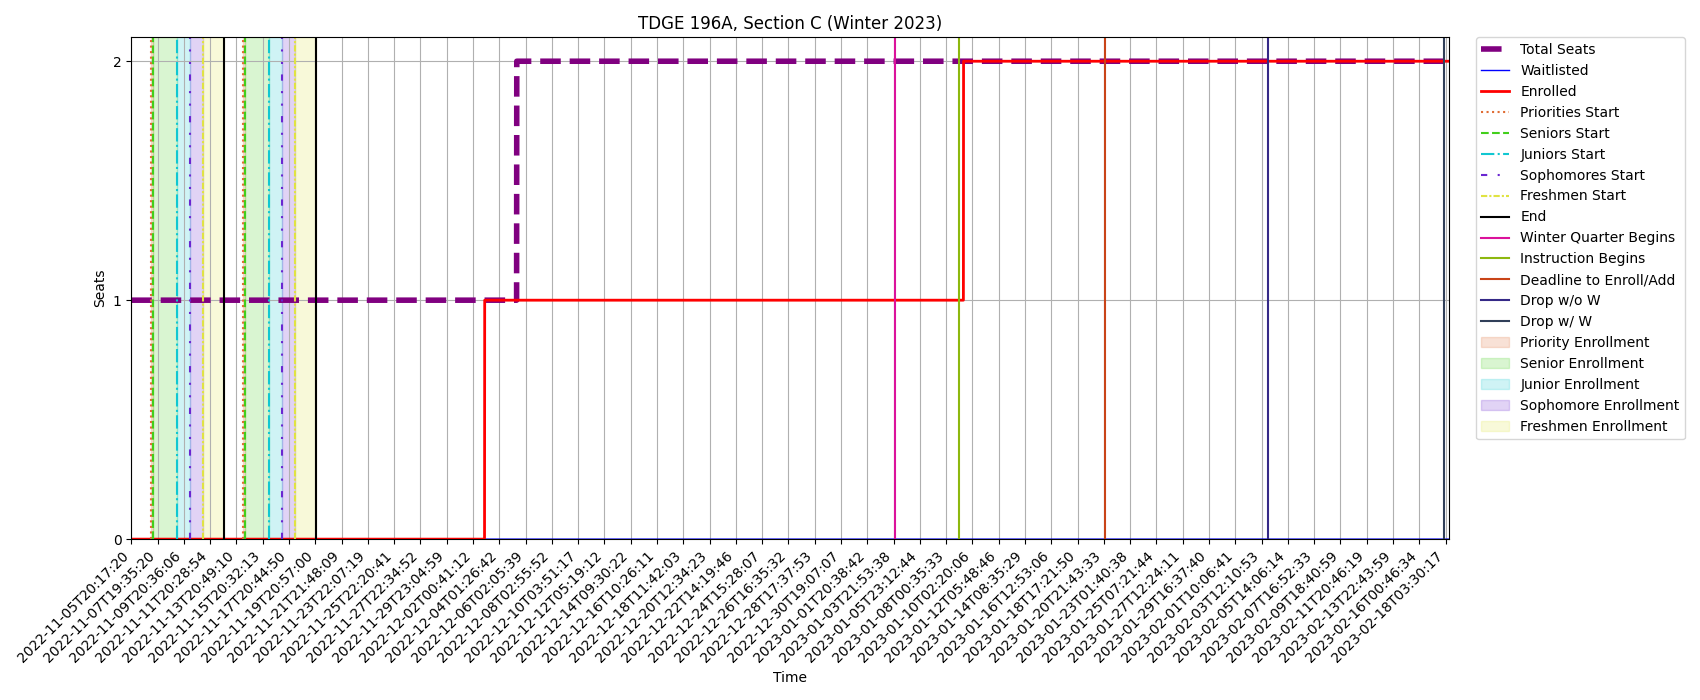 TDGE 196A, Section C (Winter 2023)
Seats
2
1
0
2022-11-05T20:17:20
2022-11-07T19:35:20
2022-11-09T20:36:06
2022-11-11T20:28:54
2022-11-13T20:49:10
2022-11-15T20:32:13
2022-11-17T20:44:50
2022-11-19T20:57:00
2022-11-21T21:48:09
2022-11-23T22:07:19
2022-11-25T22:20:41
2022-11-27T22:34:52
2022-11-29T23:04:59
2022-12-02T00:41:12
2022-12-04T01:26:42
2022-12-06T02:05:39
2022-12-08T02:55:52
2022-12-10T03:51:17
2022-12-12T05:19:12
2022-12-14T09:30:22
2022-12-16T10:26:11
2022-12-18T11:42:03
2022-12-20T12:34:23
2022-12-22T14:19:46
2022-12-24T15:28:07
2022-12-26T16:35:32
2022-12-28T17:37:53
2022-12-30T19:07:07
2023-01-01T20:38:42
2023-01-03T21:53:38
2023-01-05T23:12:44
2023-01-08T00:35:33
2023-01-10T02:20:06
2023-01-12T05:48:46
2023-01-14T08:35:29
2023-01-16T12:53:06
2023-01-18T17:21:50
2023-01-20T21:43:33
2023-01-23T01:40:38
2023-01-25T07:21:44
2023-01-27T12:24:11
2023-01-29T16:37:40
2023-02-01T10:06:41
2023-02-03T12:10:53
2023-02-05T14:06:14
2023-02-07T16:52:33
2023-02-09T18:40:59
2023-02-11T20:46:19
2023-02-13T22:43:59
2023-02-16T00:46:34
2023-02-18T03:30:17
Time
Total Seats
Waitlisted
Enrolled
Priorities Start
Seniors Start
Juniors Start
Sophomores Start
Freshmen Start
End
Winter Quarter Begins
Instruction Begins
Deadline to Enroll/Add
Drop w/o W
Drop w/ W
Priority Enrollment
Senior Enrollment
Junior Enrollment
Sophomore Enrollment
Freshmen Enrollment